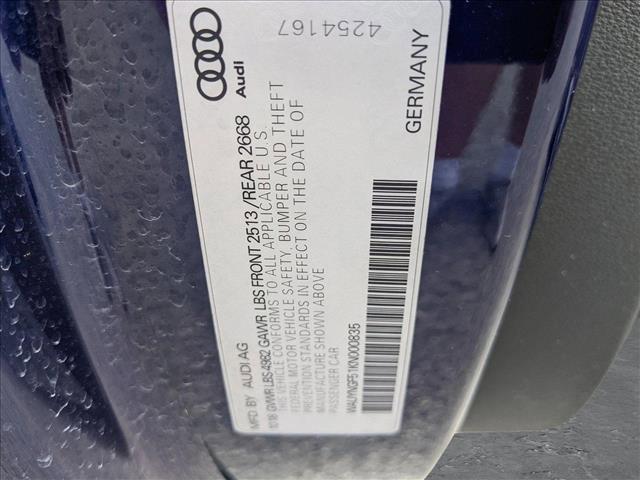 MFD BY AUDI AG
10/18 GVWR LBS 4982 GAWR LBS FRONT 2513 / REAR 2668
THIS VEHICLE CONFORMS TO ALL APPLICABLE U.S.
FEDERAL MOTOR VEHICLE SAFETY, BUMPER AND THEFT
PREVENTION STANDARDS IN EFFECT ON THE DATE OF
MANUFACTURE SHOWN ABOVE
PASSENGER CAR
WAUYNGF51KN000835
Audi
GERMANY
4254167